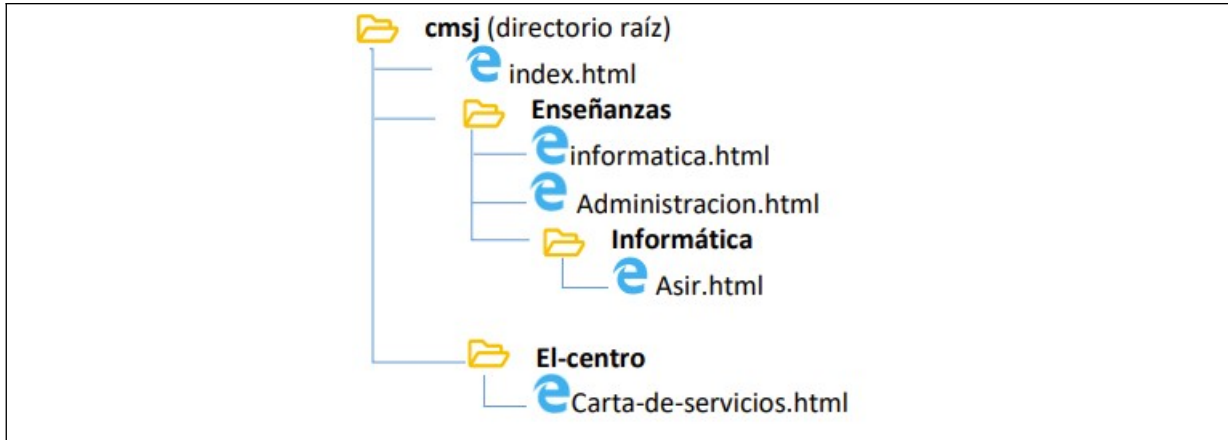 cmsj (directorio raíz)
index.html
Enseñanzas
informatica.html
Administracion.html
Informática
Asir.html
El-centro
Carta-de-servicios.html